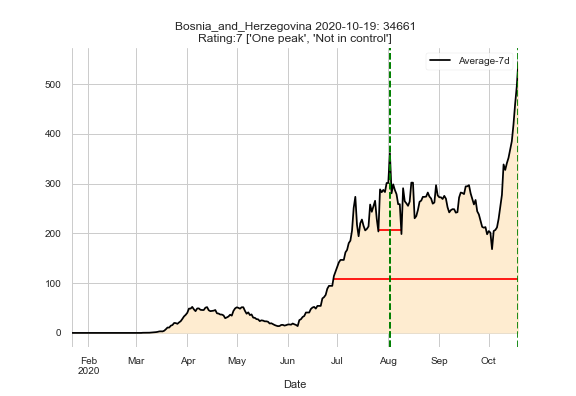 Bosnia_and_Herzegovina 2020-10-19: 34661
Rating:7 ['One peak', 'Not in control']
Average-7d
500
400
300
200
100
0
Feb Mar Apr May Jun Jul Aug Sep Oct
2020
Date